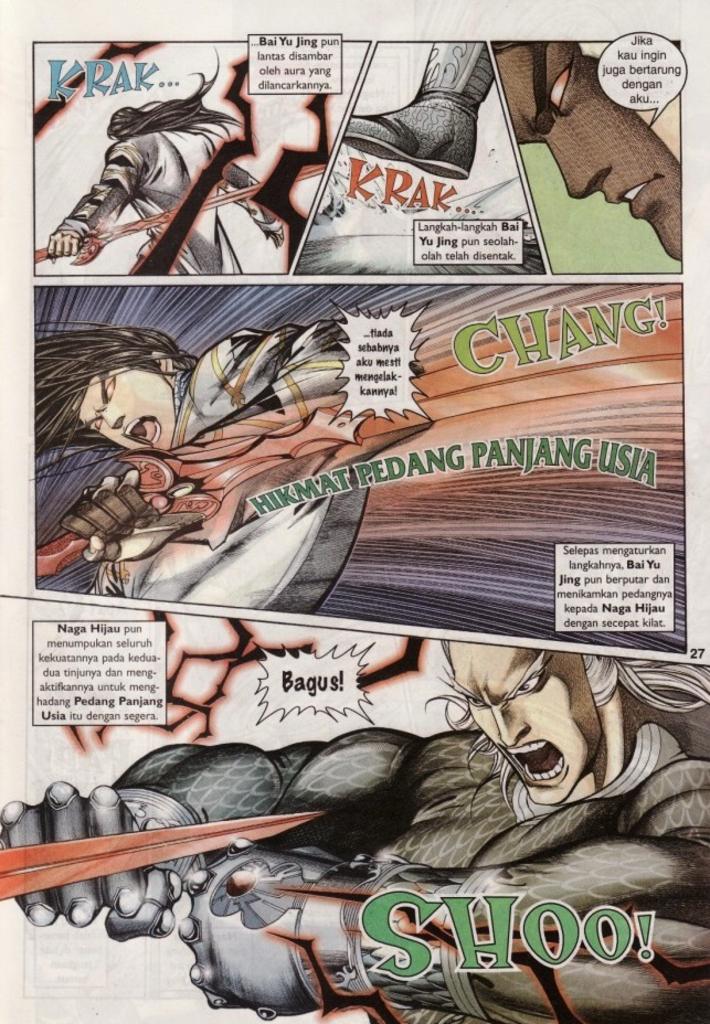 KRAK...
...Bai Yu Jing pun
lantas disambar
oleh aura yang
dilancarkannya.
KRAK...
Langkah-langkah Bai
Yu Jing pun seolah-
olah telah disentak.
Jika
kau ingin
juga bertarung
dengan
aku...
...tiada
sebabnya
aku mesti
mengelak-
kannya!
CHANG!
HIKMAT PEDANG PANJANG USIA
Selepas mengaturkan
langkahnya, Bai Yu
Jing pun berputar dan
menikamkan pedangnya
kepada Naga Hijau
dengan secepat kilat.
27
Naga Hijau pun
menumpukan seluruh
kekuatannya pada kedua-
dua tinjunya dan meng-
aktifkannya untuk meng-
hadang Pedang Panjang
Usia itu dengan segera.
Bagus!
SHOO!